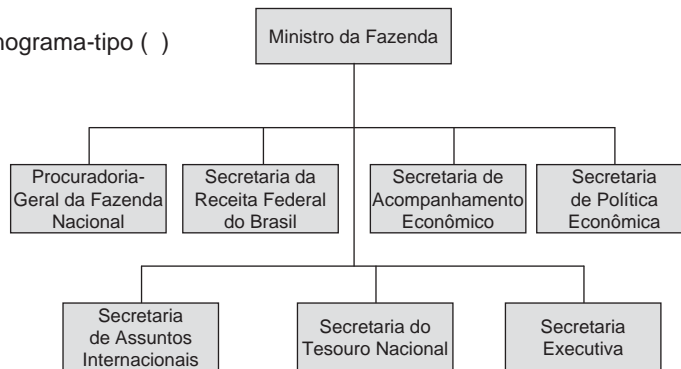 nograma-tipo ( )
Ministro da Fazenda
Procuradoria-
Geral da Fazenda
Nacional
Secretaria da
Receita Federal
do Brasil
Secretaria de
Acompanhamento
Econômico
Secretaria
de Política
Econômica
Secretaria
de Assuntos
Internacionais
Secretaria do
Tesouro Nacional
Secretaria
Executiva